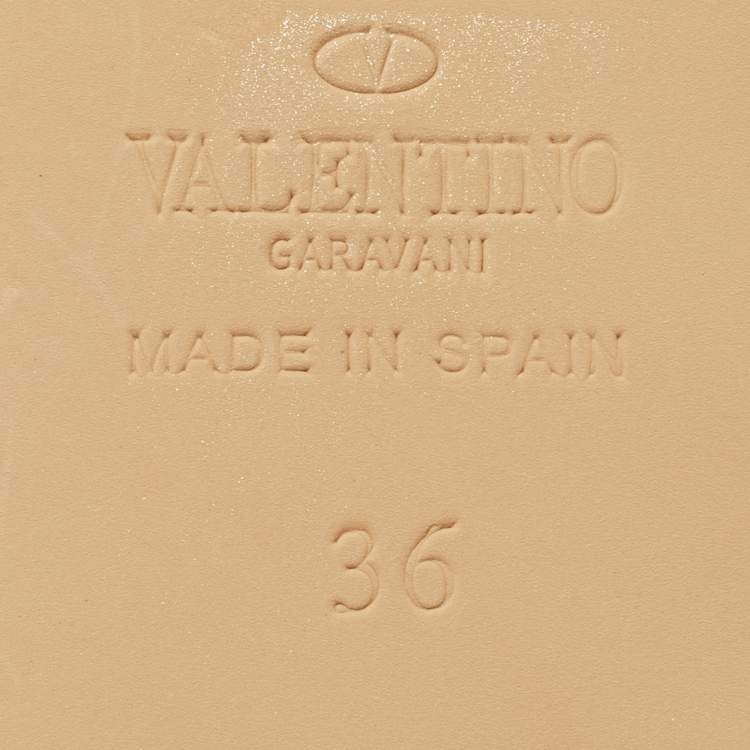 V
VALENTINO
GARAVANI
MADE IN SPAIN
36